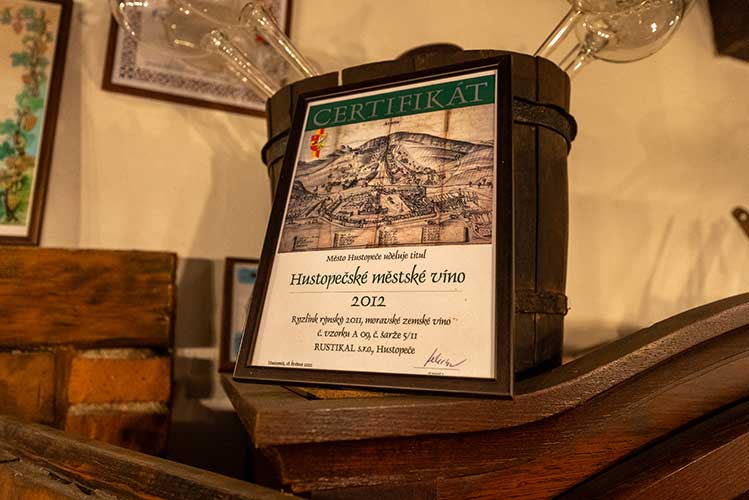 CERTIFIKÁT
Město Hustopeče uděluje titul
Hustopečské městské víno
2012
Ryzlink rýnský 2011, moravské zemské víno
č. vzorku A 09, č. šarže 5/11
RUSTIKAL s.r.o., Hustopeče